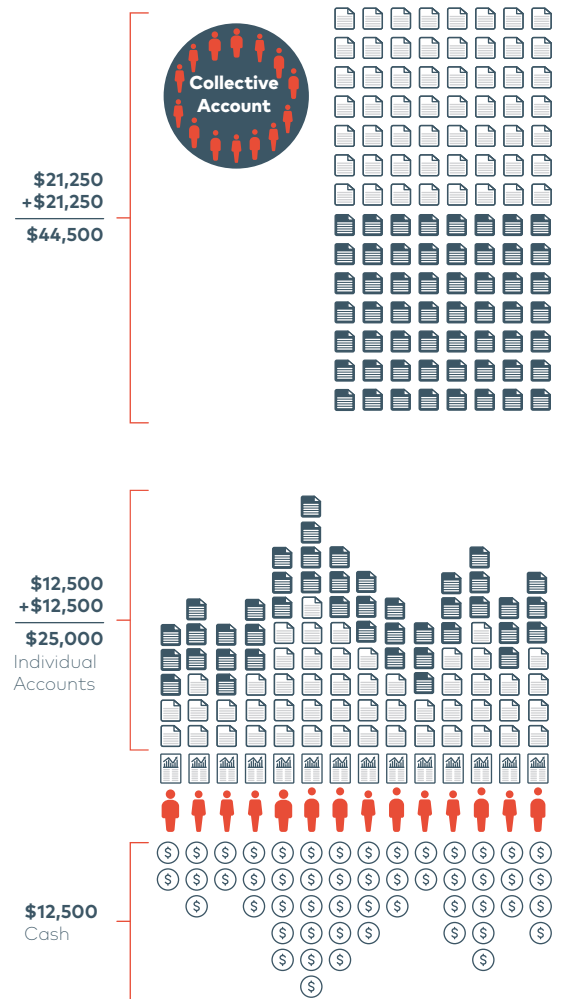 Collective
Account
$21,250
+$21,250
$44,500
$12,500
+$12,500
$25,000
Individual
Accounts
$12,500
Cash